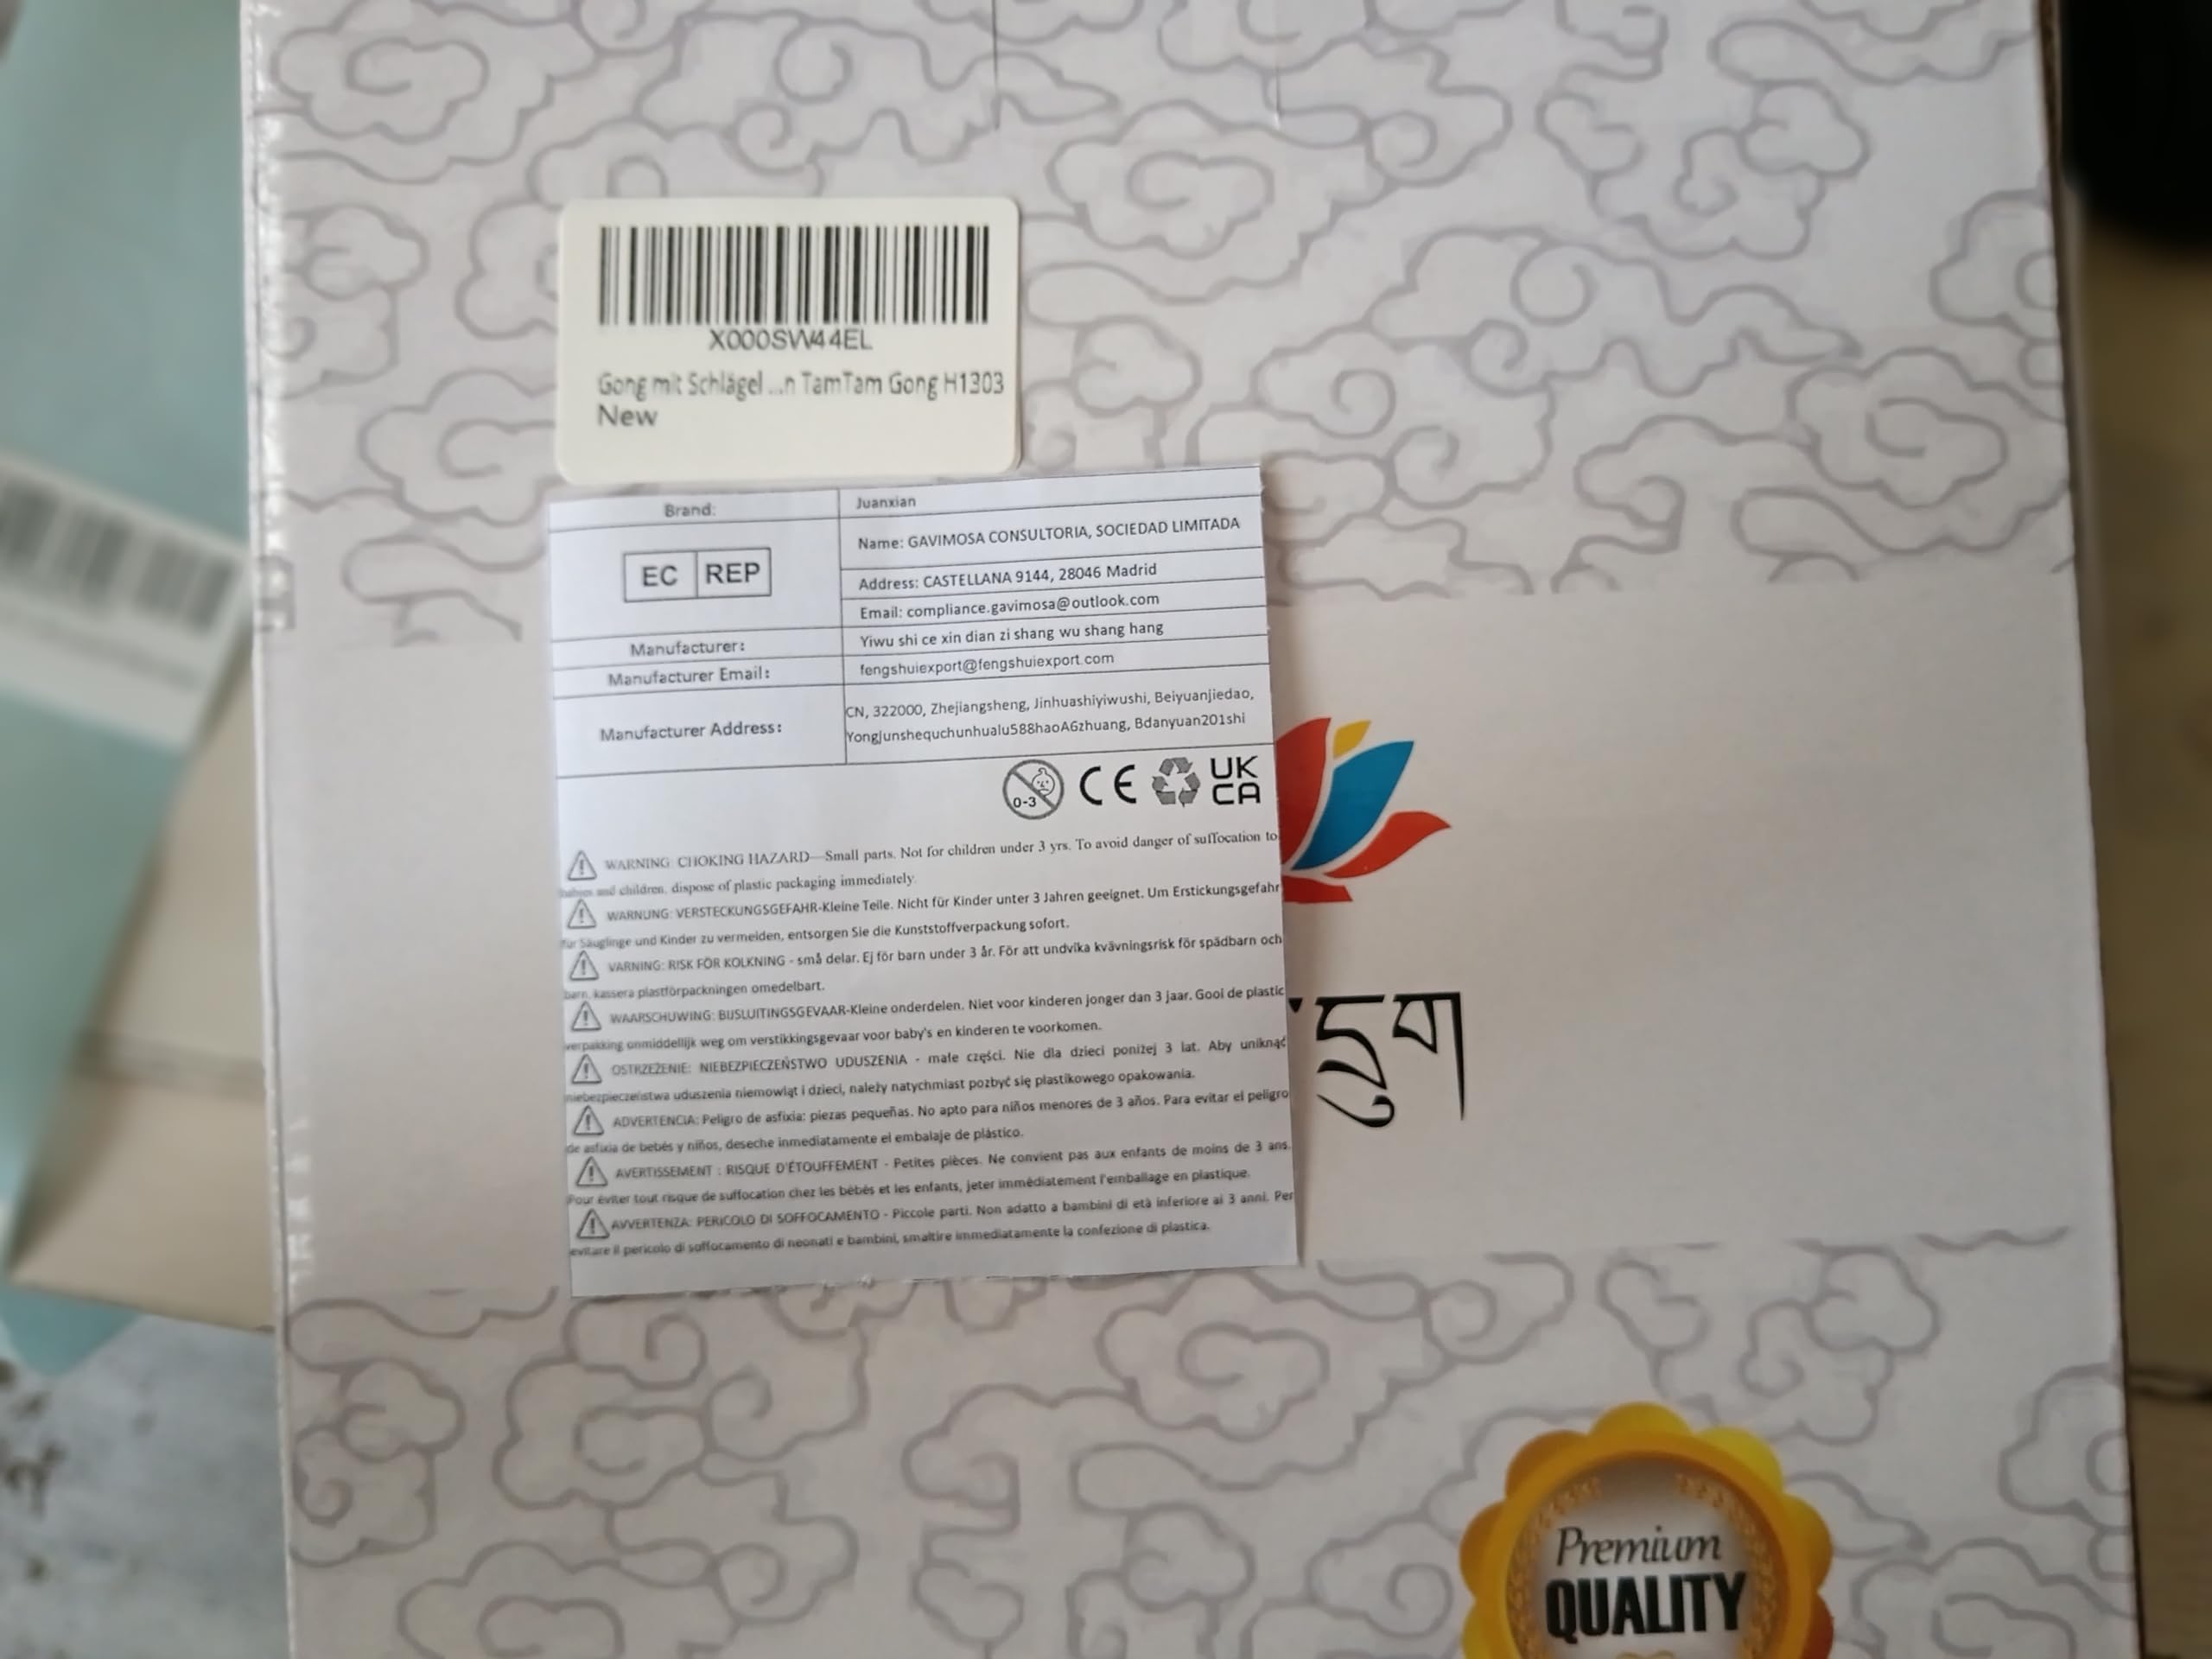 X000SW44EL
Gong mit Schlägel ...n TamTam Gong H1303
New
Brand:
Juanxian
EC REP
Name: GAVIMOSA CONSULTORIA, SOCIEDAD LIMITADA
Address: CASTELLANA 9144, 28046 Madrid
Email: compliance.gavimosa@outlook.com
Manufacturer:
Yiwu shi ce xin dian zi shang wu shang hang
Manufacturer Email:
fengshuiexport@fengshuiexport.com
Manufacturer Address:
CN, 322000, Zhejiangsheng, Jinhuashiyiwushi, Beiyuanjiedao,
Yongjunshequchunhualu588haoA6zhuang, Bdanyuan201shi
0-3 CE UK
CA
WARNING: CHOKING HAZARD—Small parts. Not for children under 3 yrs. To avoid danger of suffocation to
babies and children, dispose of plastic packaging immediately.
WARNUNG: VERSTECKUNGSGEFAHR-Kleine Teile. Nicht für Kinder unter 3 Jahren geeignet. Um Erstickungsgefahr
für Säuglinge und Kinder zu vermeiden, entsorgen Sie die Kunststoffverpackung sofort.
VARNING: RISK FÖR KOLKNING - små delar. Ej för barn under 3 år. För att undvika kvävningsrisk för spädbarn och
barn, kassera plastförpackningen omedelbart.
WAARSCHUWING: BIJSLUITINGSGEVAAR-Kleine onderdelen. Niet voor kinderen jonger dan 3 jaar. Gooi de plastic
verpakking onmiddellijk weg om verstikkingsgevaar voor baby's en kinderen te voorkomen.
OSTRZEŻENIE: NIEBEZPIECZEŃSTWO UDUSZENIA - małe części. Nie dla dzieci poniżej 3 lat. Aby uniknąć
niebezpieczeństwa uduszenia niemowląt i dzieci, należy natychmiast pozbyć się plastikowego opakowania.
ADVERTENCIA: Peligro de asfixia: piezas pequeñas. No apto para niños menores de 3 años. Para evitar el peligro
de asfixia de bebés y niños, deseche inmediatamente el embalaje de plástico.
AVERTISSEMENT : RISQUE D'ÉTOUFFEMENT - Petites pièces. Ne convient pas aux enfants de moins de 3 ans.
Pour éviter tout risque de suffocation chez les bébés et les enfants, jeter immédiatement l'emballage en plastique.
AVVERTENZA: PERICOLO DI SOFFOCAMENTO - Piccole parti. Non adatto a bambini di età inferiore ai 3 anni. Per
evitare il pericolo di soffocamento di neonati e bambini, smaltire immediatamente la confezione di plastica.
Premium
QUALITY